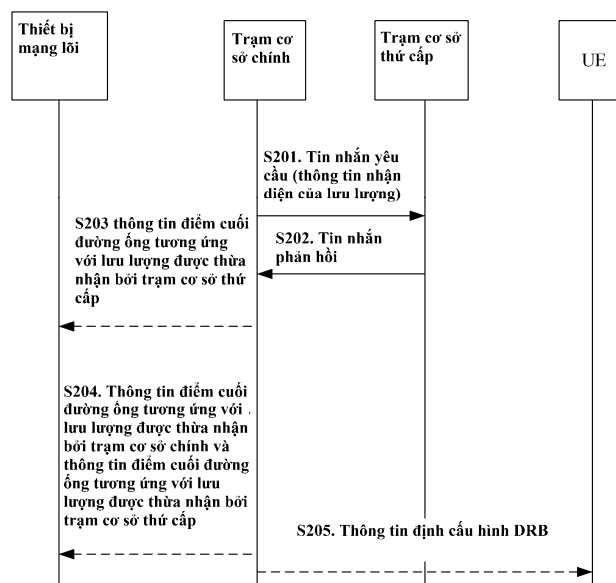 Thiết bị
mạng lõi
Trạm cơ
sở chính
Trạm cơ sở
thứ cấp
UE
S201. Tin nhắn yêu
cầu (thông tin nhận
diện của lưu lượng)
S203 thông tin điểm cuối
đường ống tương ứng
với lưu lượng được thừa
nhận bởi trạm cơ sở thứ
cấp
S202. Tin nhắn
phản hồi
S204. Thông tin điểm cuối
đường ống tương ứng với
lưu lượng được thừa nhận
bởi trạm cơ sở chính và
thông tin điểm cuối đường
ống tương ứng với lưu
lượng được thừa nhận bởi
trạm cơ sở thứ cấp
S205. Thông tin định cấu hình DRB